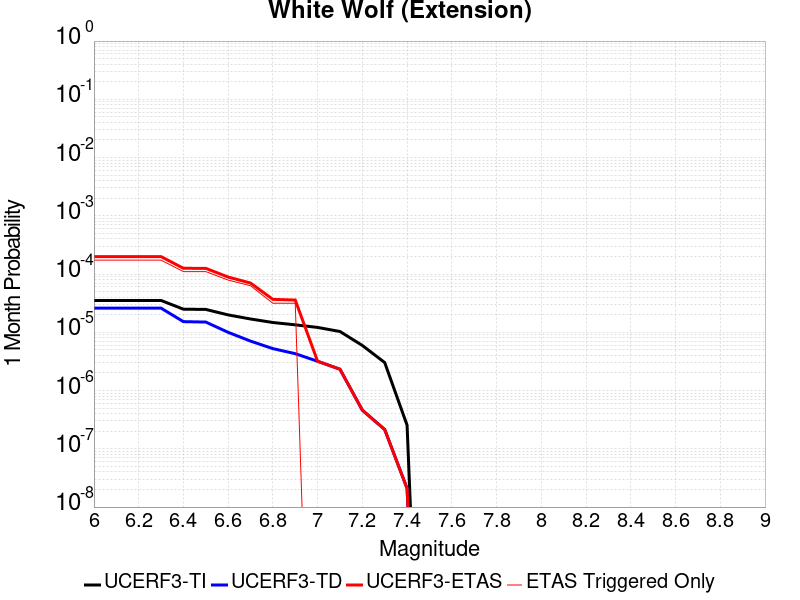 White Wolf (Extension)
10^0
10^-1
10^-2
10^-3
10^-4
10^-5
10^-6
10^-7
10^-8
1 Month Probability
6 6.2 6.4 6.6 6.8 7 7.2 7.4 7.6 7.8 8 8.2 8.4 8.6 8.8 9
Magnitude
UCERF3-TI UCERF3-TD UCERF3-ETAS ETAS Triggered Only